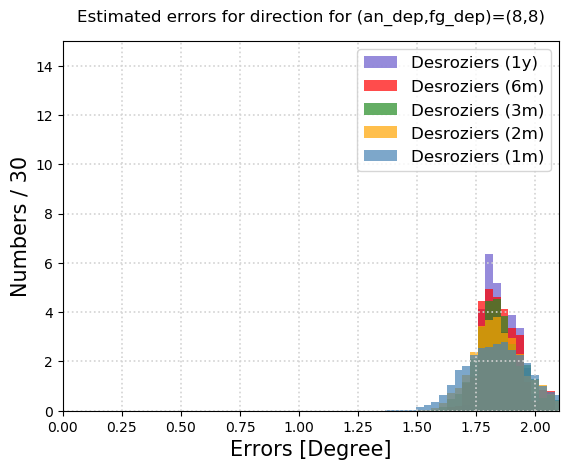 Estimated errors for direction for (an_dep,fg_dep)=(8,8)
Desroziers (1y)
Desroziers (6m)
Desroziers (3m)
Desroziers (2m)
Desroziers (1m)
Numbers / 30
14
12
10
8
6
4
2
0
0.00 0.25 0.50 0.75 1.00 1.25 1.50 1.75 2.00
Errors [Degree]